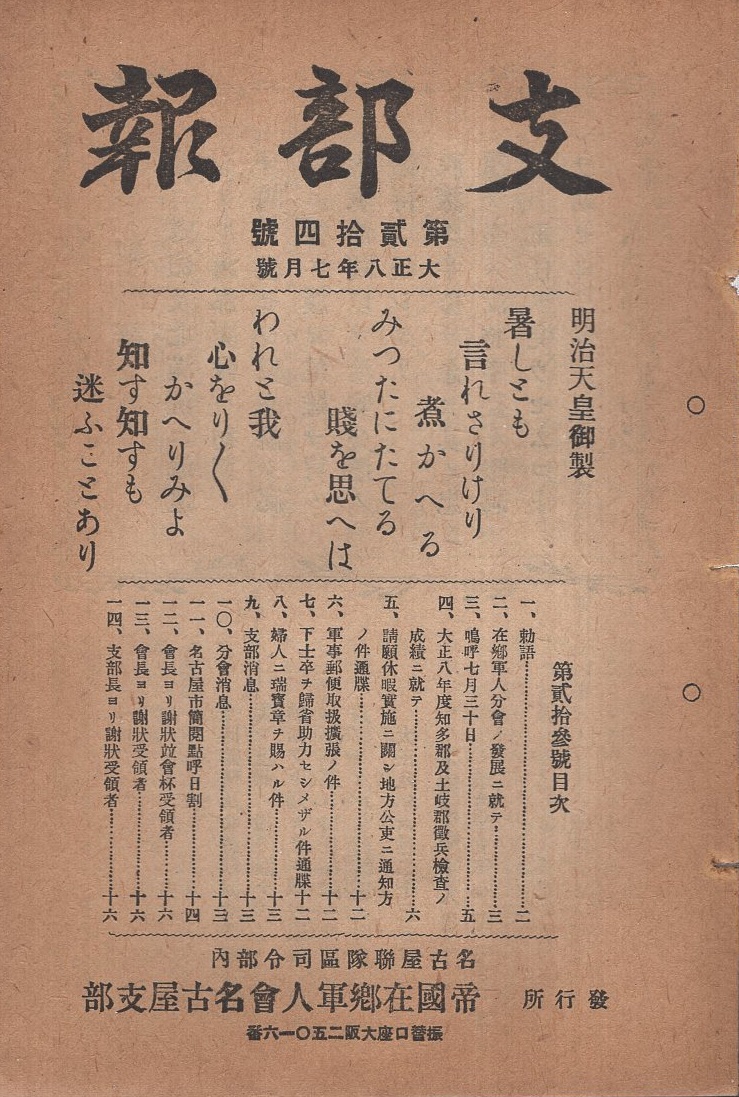 支部報
第貳拾四號
大正八年七月號
明治天皇御製
暑しとも
言れさりけり
煮かへる
みつたにたてる
賤を思へは
われと我
心をり〳〵
かへりみよ
知す知すも
迷ふことあり
第貳拾參號目次
一、勅語…………二
二、在鄕軍人分會ノ發展ニ就テ…………三
三、嗚呼七月三十日…………五
四、大正八年度知多郡及土岐郡徵兵檢查ノ
成績ニ就テ…………六
五、請願休暇實施ニ關シ地方公吏ニ通知方
ノ件通牒…………十二
六、軍事郵便取扱擴張ノ件…………十二
七、下士卒ヲ歸省助力セシメザル件通牒十二
八、婦人ニ瑞寶章ヲ賜ハル件…………十三
九、支部消息…………十三
一〇、分會消息…………十三
一一、名古屋市簡閱點呼日割…………十四
一二、會長ヨリ謝狀竝會杯受領者…………十六
一三、會長ヨリ謝狀受領者…………十六
一四、支部長ヨリ謝狀受領者…………十六
名古屋聯隊區司令部內
發行所 帝國在鄕軍人會名古屋支部
振替口座大阪二五〇一六番